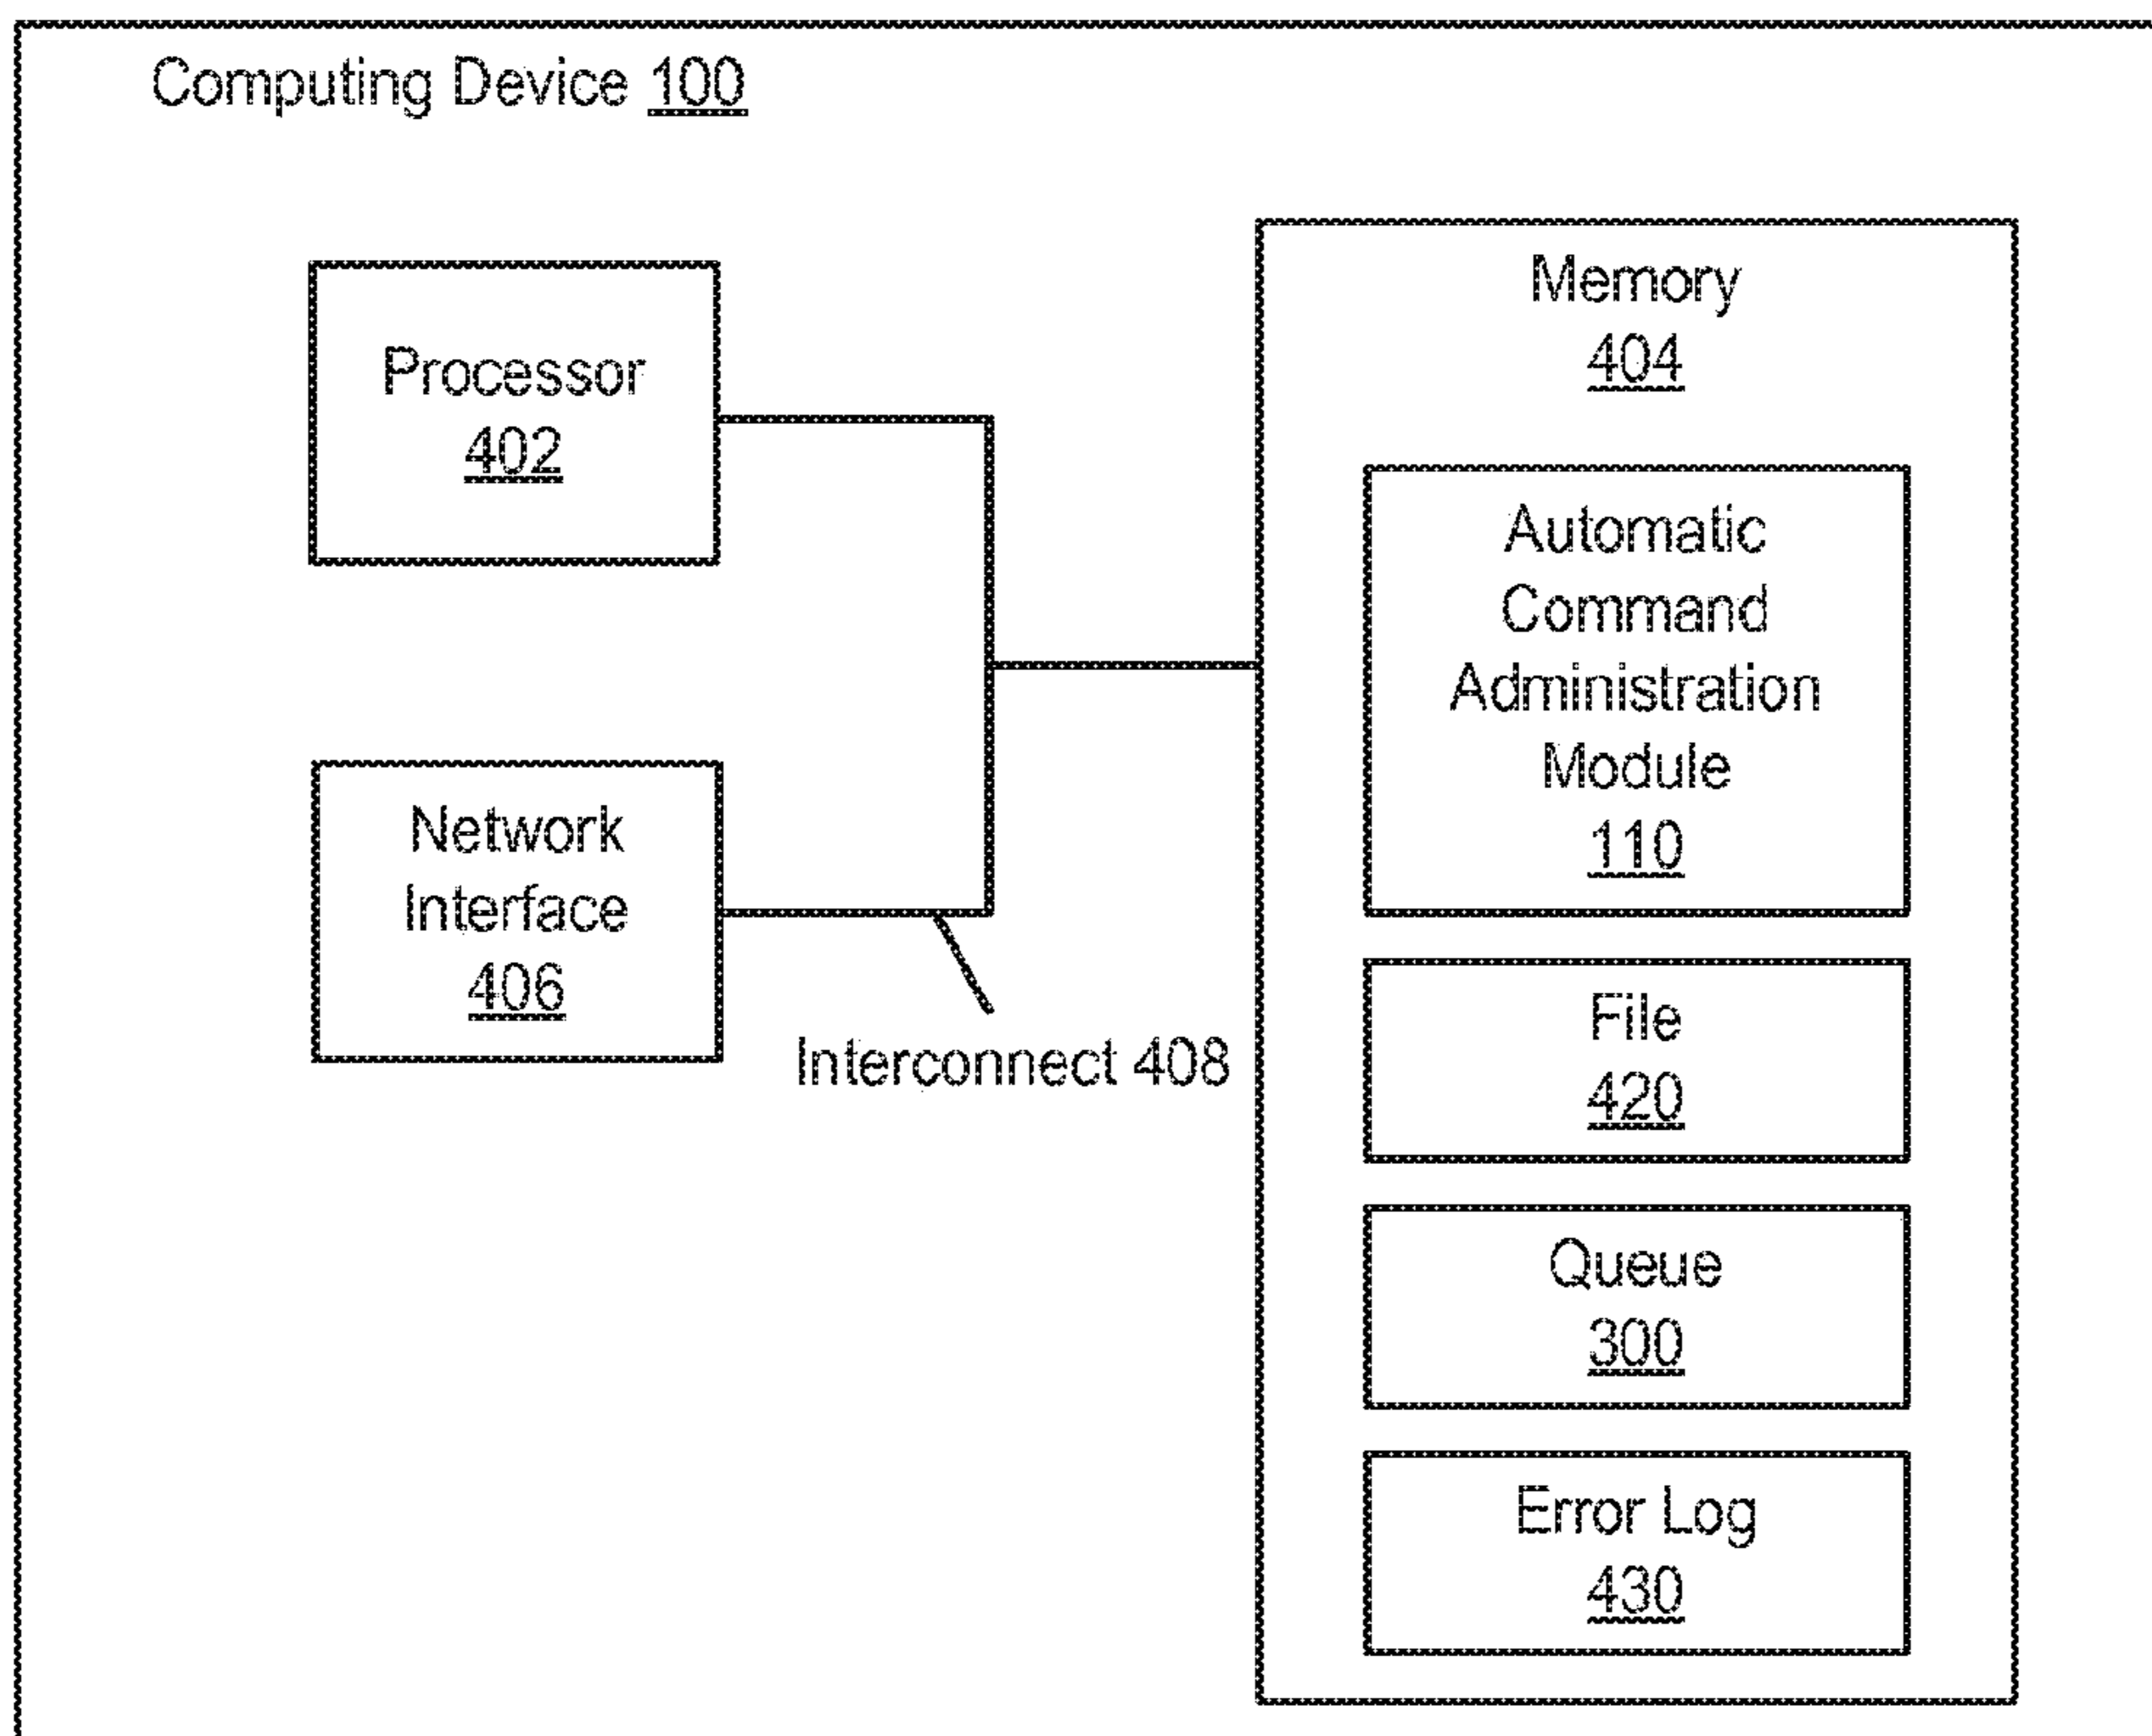 Computing Device 100
Processor
402
Network
Interface
406
Interconnect 408
Memory
404
Automatic
Command
Administration
Module
110
File
420
Queue
300
Error Log
430